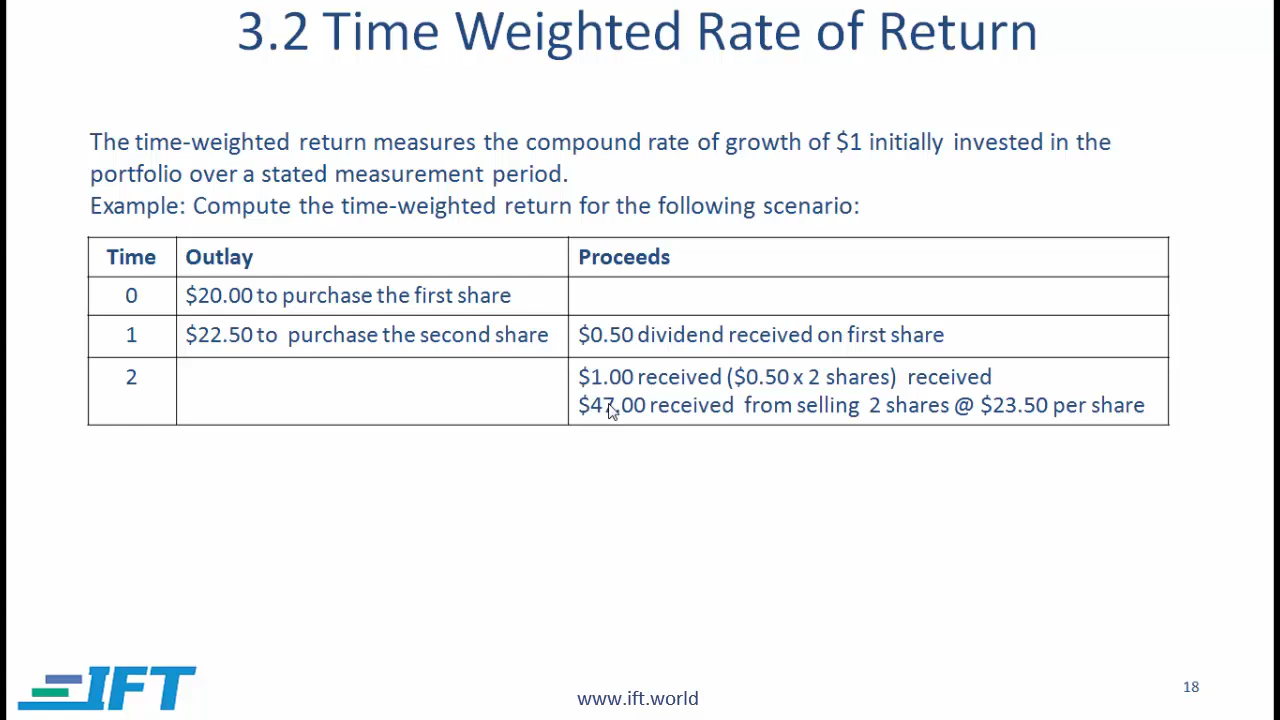 3.2 Time Weighted Rate of Return
The time-weighted return measures the compound rate of growth of $1 initially invested in the
portfolio over a stated measurement period.
Example: Compute the time-weighted return for the following scenario:
Time Outlay Proceeds
0 $20.00 to purchase the first share
1 $22.50 to purchase the second share $0.50 dividend received on first share
2 $1.00 received ($0.50 x 2 shares) received
$47.00 received from selling 2 shares @ $23.50 per share
IFT
www.ift.world
18